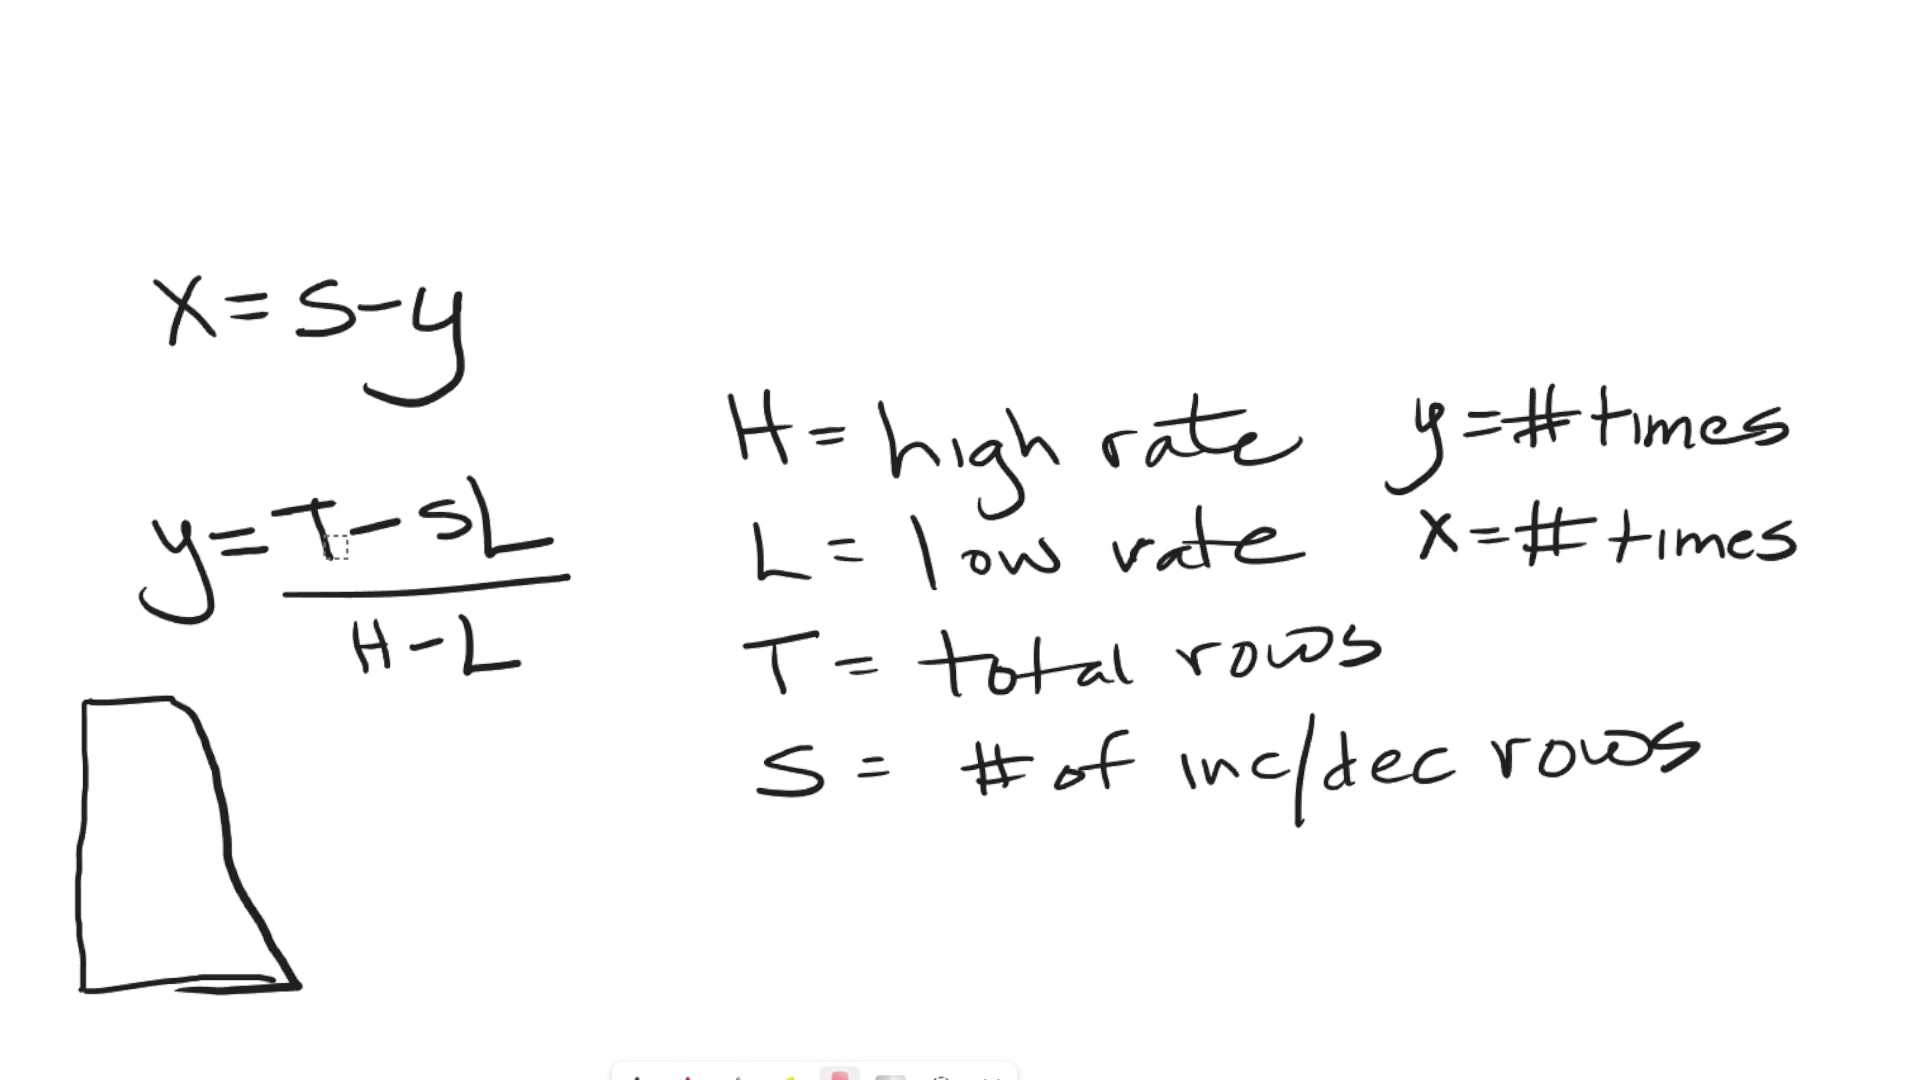 x = s - y
y = T - sL
H - L
H = high rate y = # times
L = low rate x = # times
T = total rows
S = # of inc/dec rows